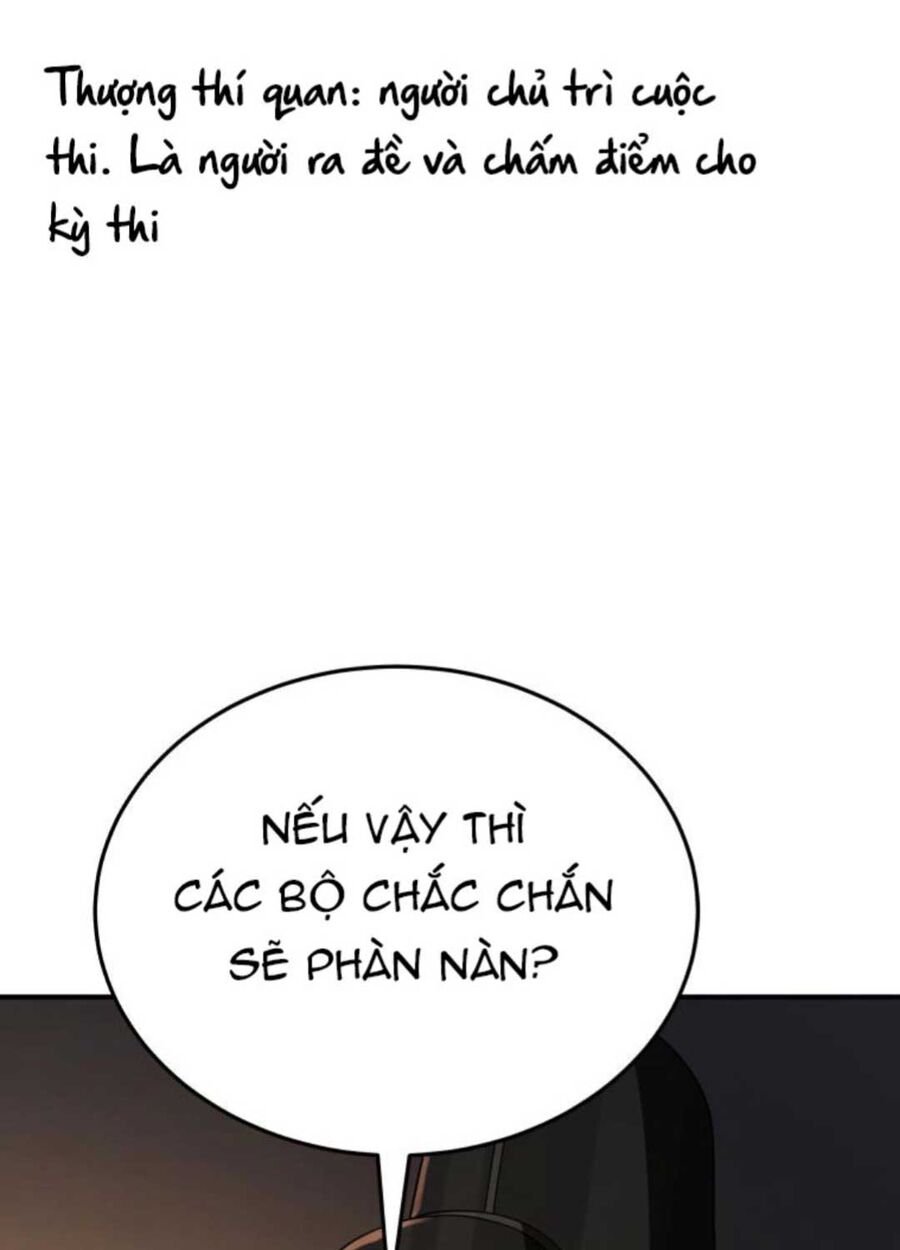 Thượng thí quan: người chủ trì cuộc
thi. Là người ra đề và chấm điểm cho
kỳ thi
NẾU VẬY THÌ
CÁC BỘ CHẮC CHẮN
SẼ PHÀN NÀN?